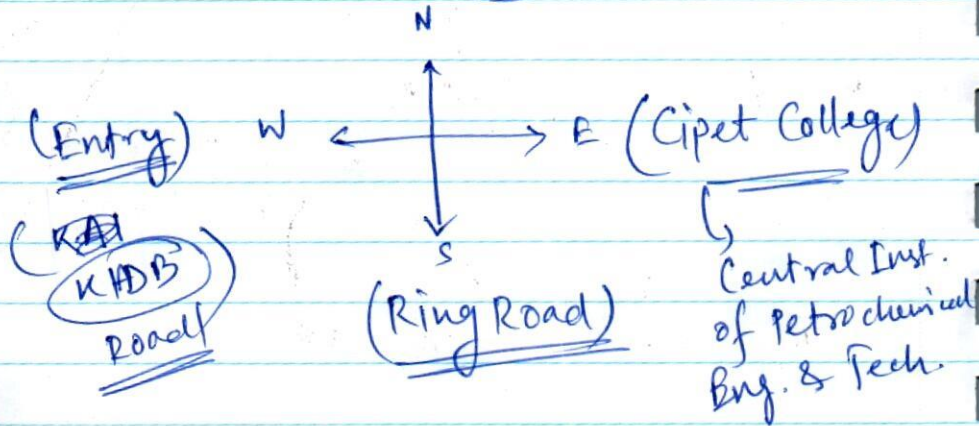 N
(Entry) W E (Cipet College)
S
(KHDB
Road)
(Ring Road)
Central Inst.
of Petrochemical
Eng. & Tech.